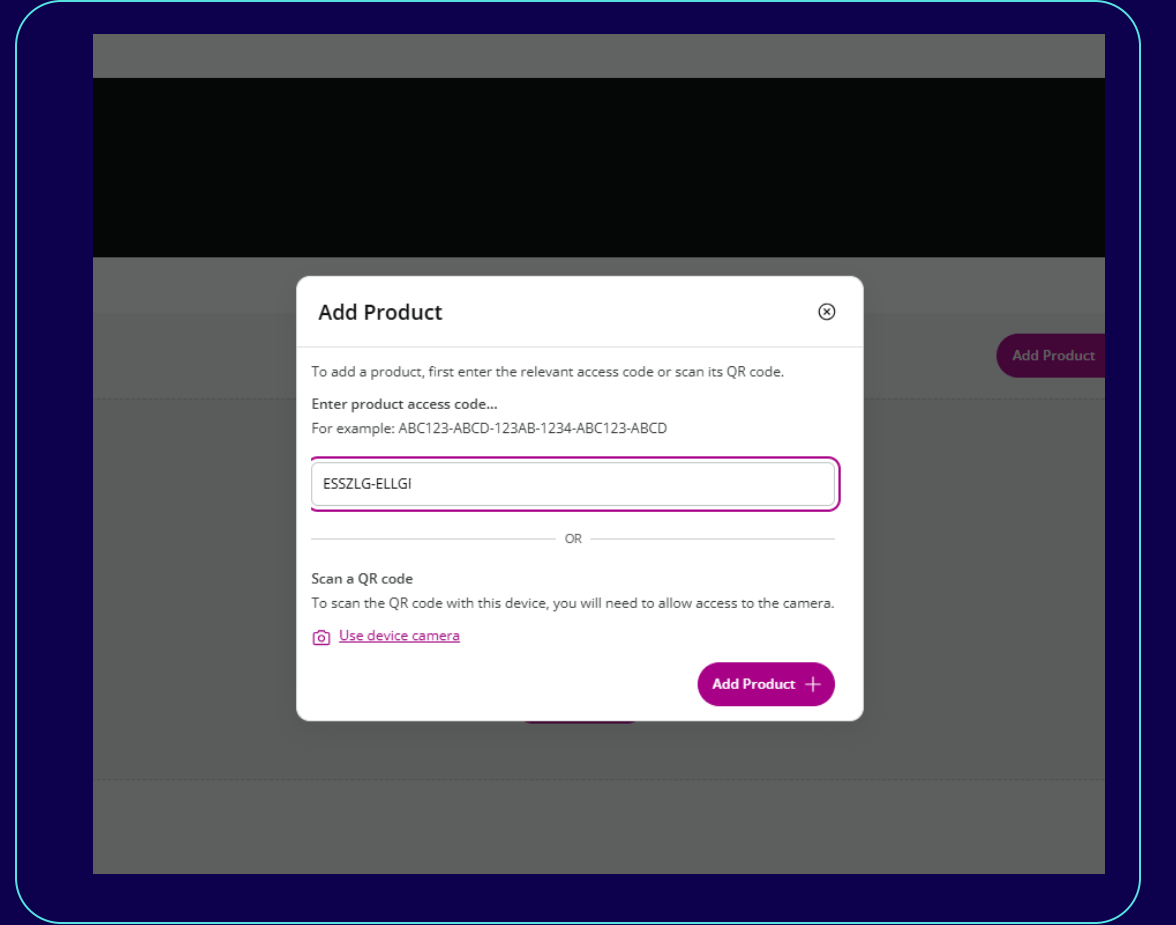 Add Product
Add Product
To add a product, first enter the relevant access code or scan its QR code.
Enter product access code...
For example: ABC123-ABCD-123AB-1234-ABC123-ABCD
ESSZLG-ELLGI
OR
Scan a QR code
To scan the QR code with this device, you will need to allow access to the camera.
Use device camera
Add Product